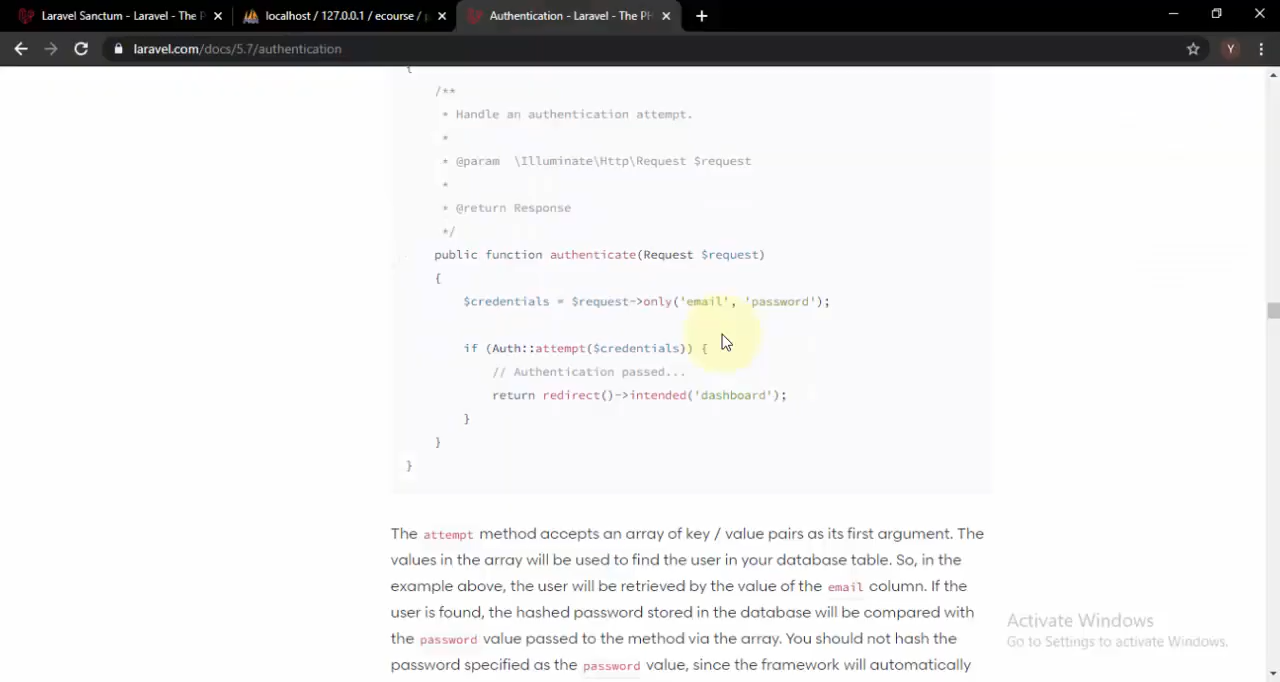 Laravel Sanctum - Laravel - The P
localhost / 127.0.0.1 / ecourse /
Authentication - Laravel - The PH
laravel.com/docs/5.7/authentication
Y
{
/**
* Handle an authentication attempt.
*
* @param  \Illuminate\Http\Request $request
*
* @return Response
*/
public function authenticate(Request $request)
{
$credentials = $request->only('email', 'password');
if (Auth::attempt($credentials)) {
// Authentication passed...
return redirect()->intended('dashboard');
}
}
}
The attempt method accepts an array of key / value pairs as its first argument. The
values in the array will be used to find the user in your database table. So, in the
example above, the user will be retrieved by the value of the email column. If the
user is found, the hashed password stored in the database will be compared with
the password value passed to the method via the array. You should not hash the
password specified as the password value, since the framework will automatically
Activate Windows
Go to Settings to activate Windows.